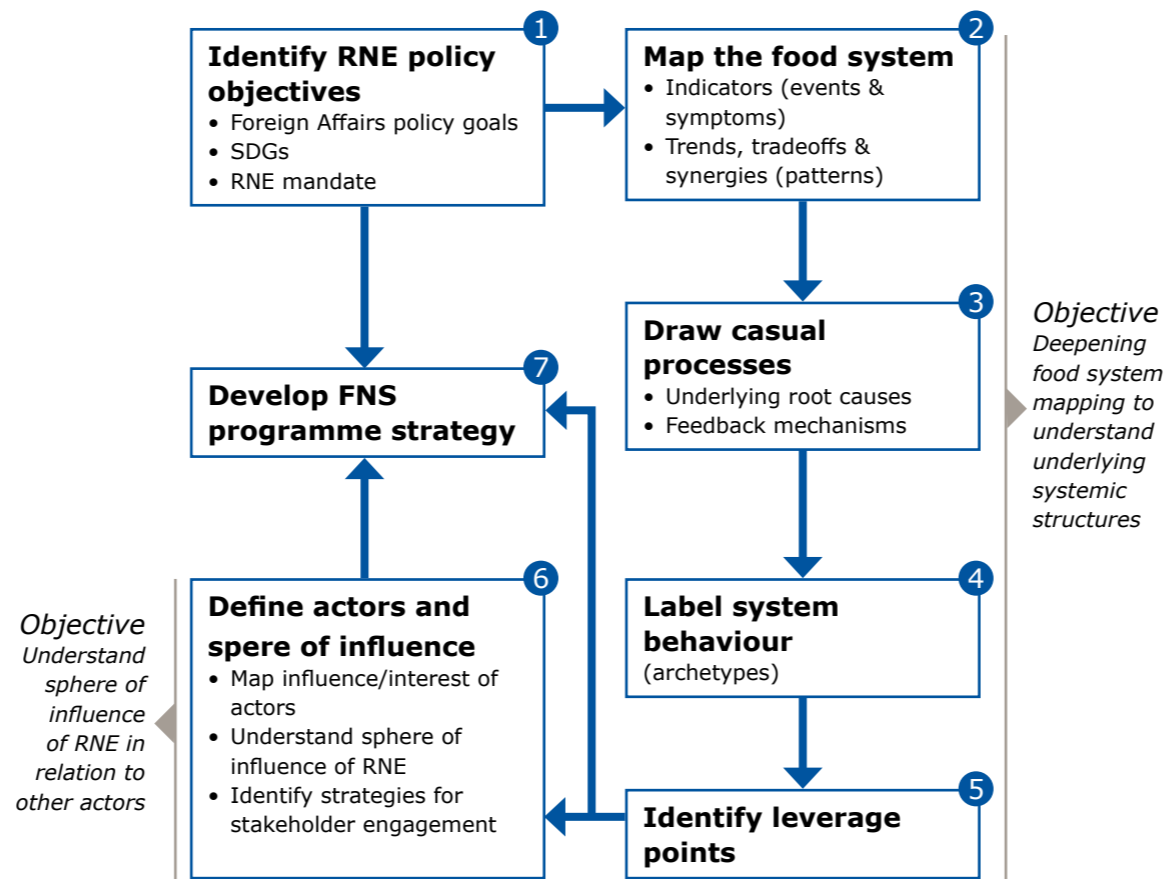 1
Identify RNE policy
objectives
• Foreign Affairs policy goals
• SDGs
• RNE mandate
2
Map the food system
• Indicators (events &
symptoms)
• Trends, tradeoffs &
synergies (patterns)
3
Draw casual
processes
• Underlying root causes
• Feedback mechanisms
Objective
Deepening
food system
mapping to
understand
underlying
systemic
structures
7
Develop FNS
programme strategy
4
Label system
behaviour
(archetypes)
6
Define actors and
spere of influence
• Map influence/interest of
actors
• Understand sphere of
influence of RNE
• Identify strategies for
stakeholder engagement
Objective
Understand
sphere of
influence
of RNE in
relation to
other actors
5
Identify leverage
points